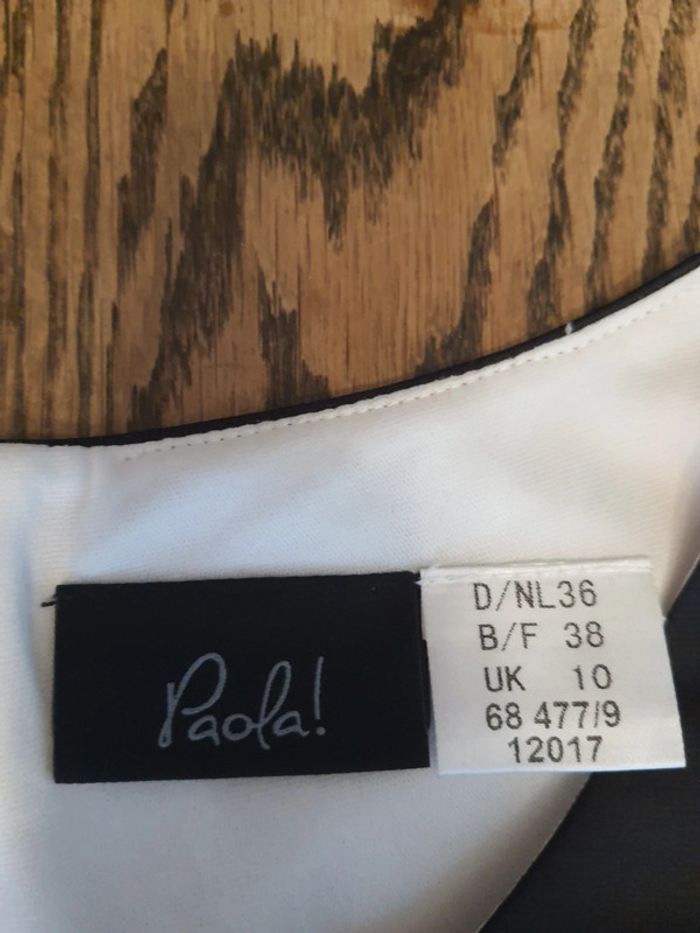 Paola!
D/NL36
B/F 38
UK 10
68 477/9
12017